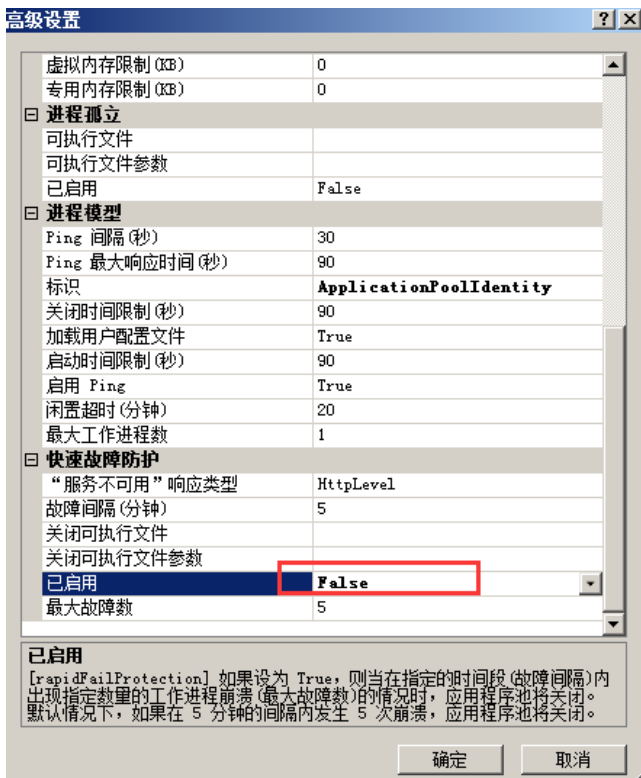 高级设置
虚拟内存限制(KB) 0
专用内存限制(KB) 0
进程孤立
可执行文件
可执行文件参数
已启用 False
进程模型
Ping 间隔(秒) 30
Ping 最大响应时间(秒) 90
标识 ApplicationPoolIdentity
关闭时间限制(秒) 90
加载用户配置文件 True
启动时间限制(秒) 90
启用 Ping True
闲置超时(分钟) 20
最大工作进程数 1
快速故障防护
“服务不可用”响应类型 HttpLevel
故障间隔(分钟) 5
关闭可执行文件
关闭可执行文件参数
已启用 False
最大故障数 5
已启用
[rapidFailProtection] 如果设为 True，则当在指定的时间段(故障间隔)内
出现指定数量的工作进程崩溃(最大故障数)的情况时，应用程序池将关闭。
默认情况下，如果在 5 分钟的间隔内发生 5 次崩溃，应用程序池将关闭。
确定 取消